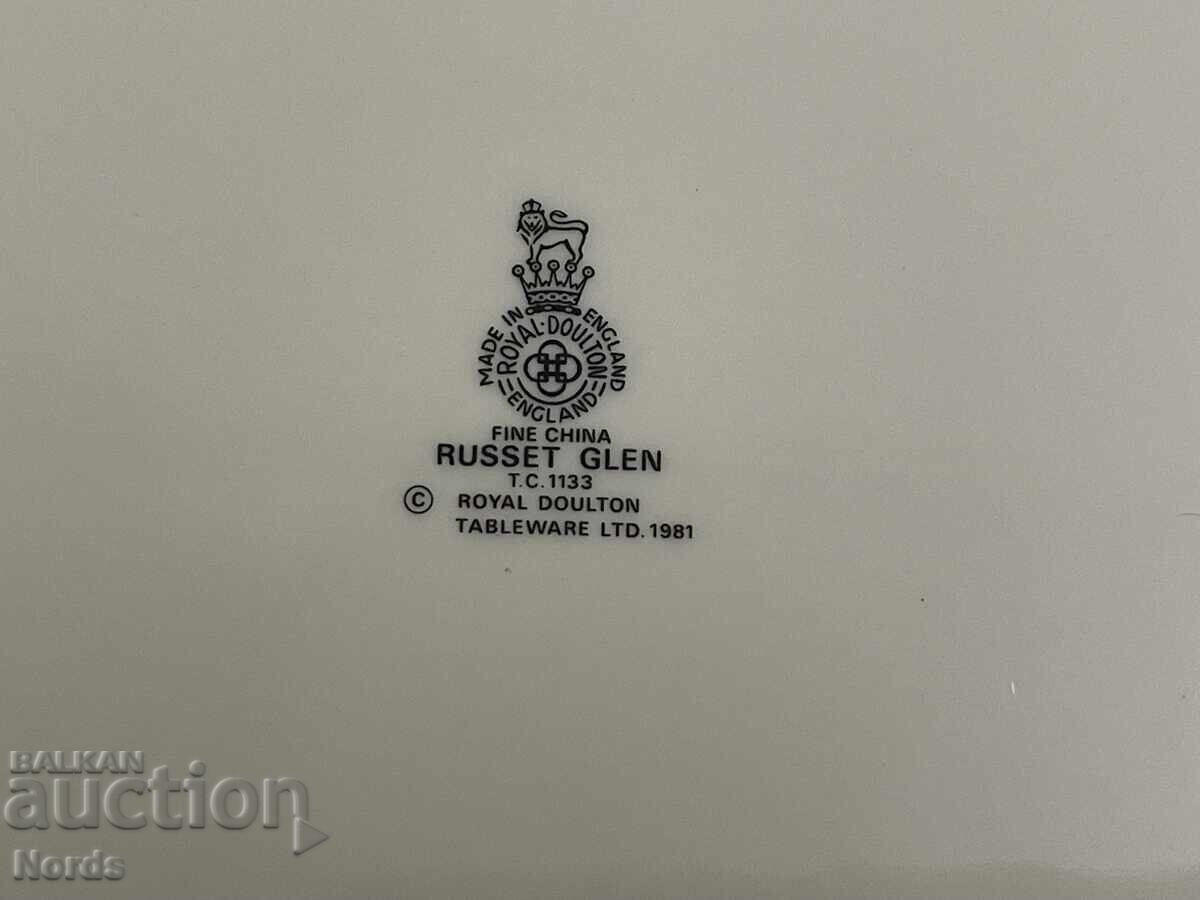 MADE IN ENGLAND
ROYAL·DOULTON
ENGLAND
FINE CHINA
RUSSET GLEN
T.C.1133
© ROYAL DOULTON
TABLEWARE LTD. 1981
BALKAN
auction
Nords